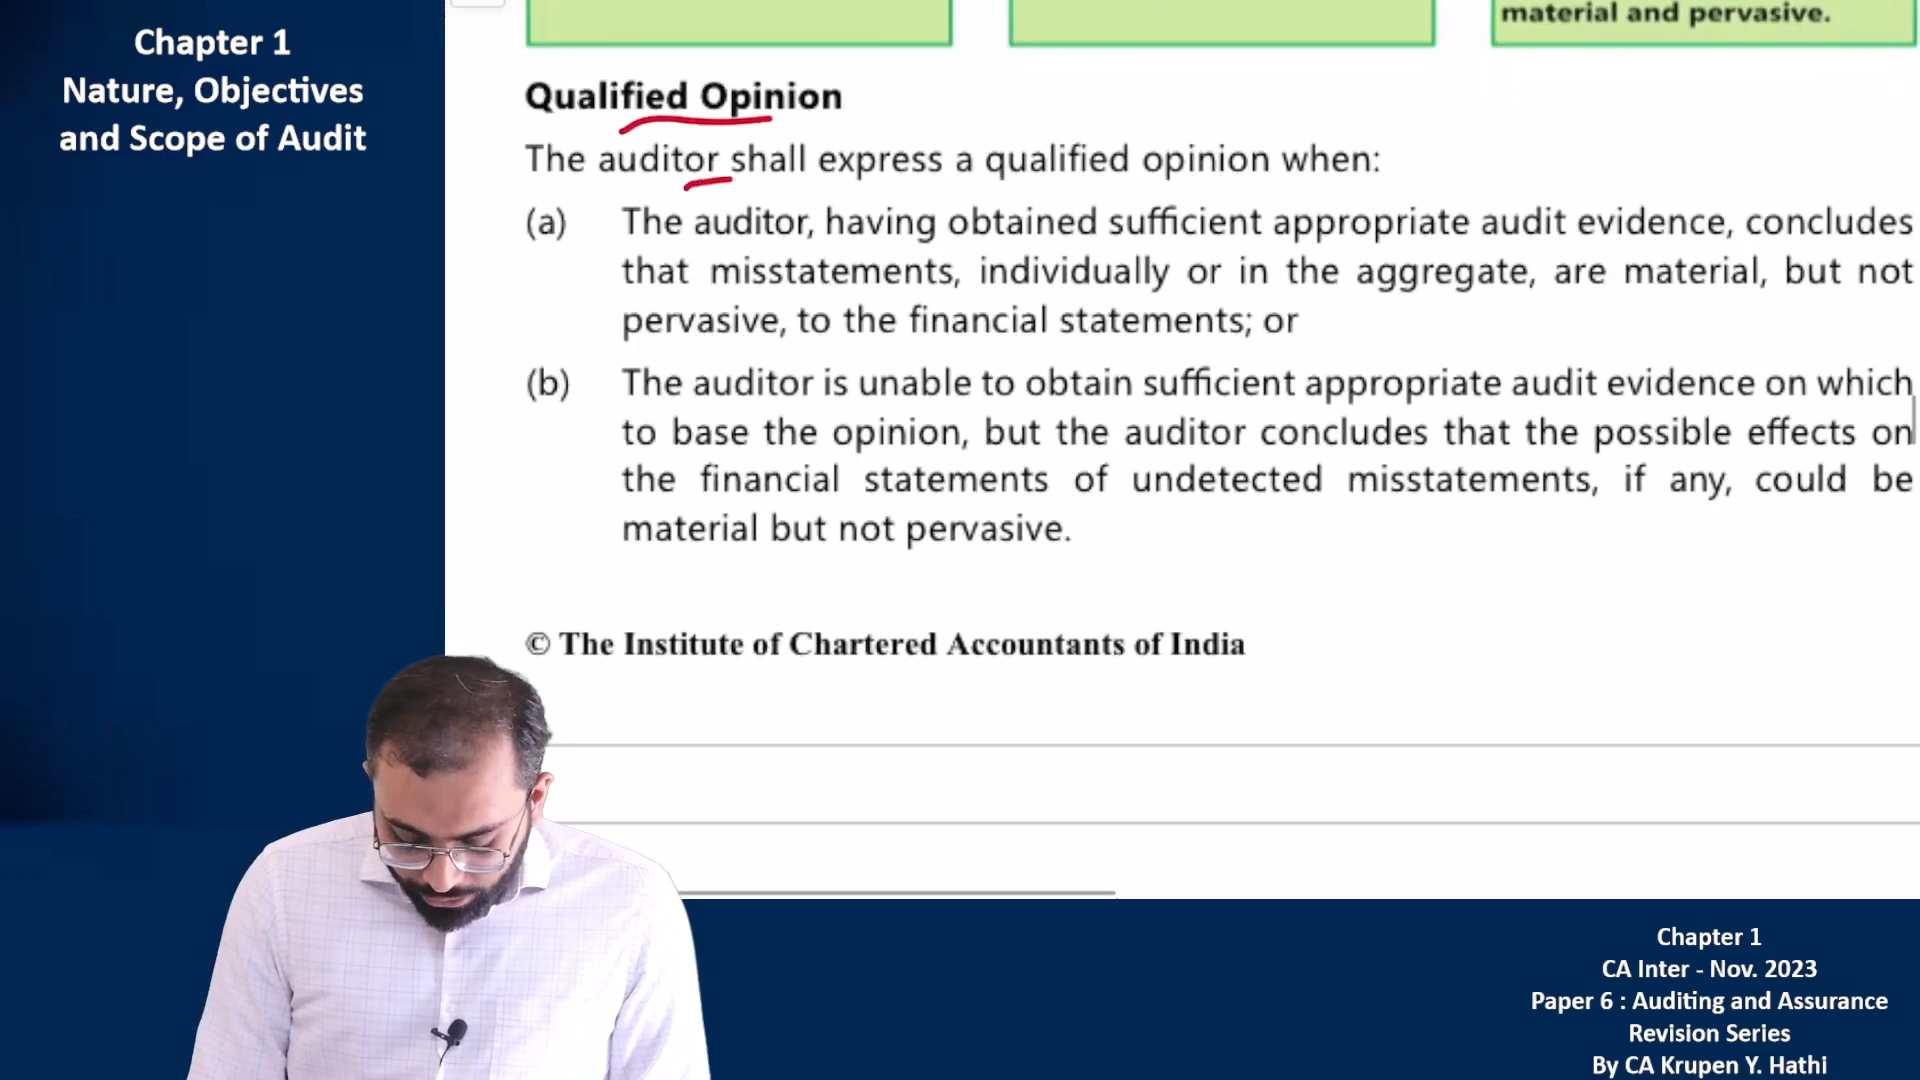 Chapter 1
Nature, Objectives
and Scope of Audit
material and pervasive.
Qualified Opinion
The auditor shall express a qualified opinion when:
(a) The auditor, having obtained sufficient appropriate audit evidence, concludes
that misstatements, individually or in the aggregate, are material, but not
pervasive, to the financial statements; or
(b) The auditor is unable to obtain sufficient appropriate audit evidence on which
to base the opinion, but the auditor concludes that the possible effects on
the financial statements of undetected misstatements, if any, could be
material but not pervasive.
© The Institute of Chartered Accountants of India
Chapter 1
CA Inter - Nov. 2023
Paper 6 : Auditing and Assurance
Revision Series
By CA Krupen Y. Hathi